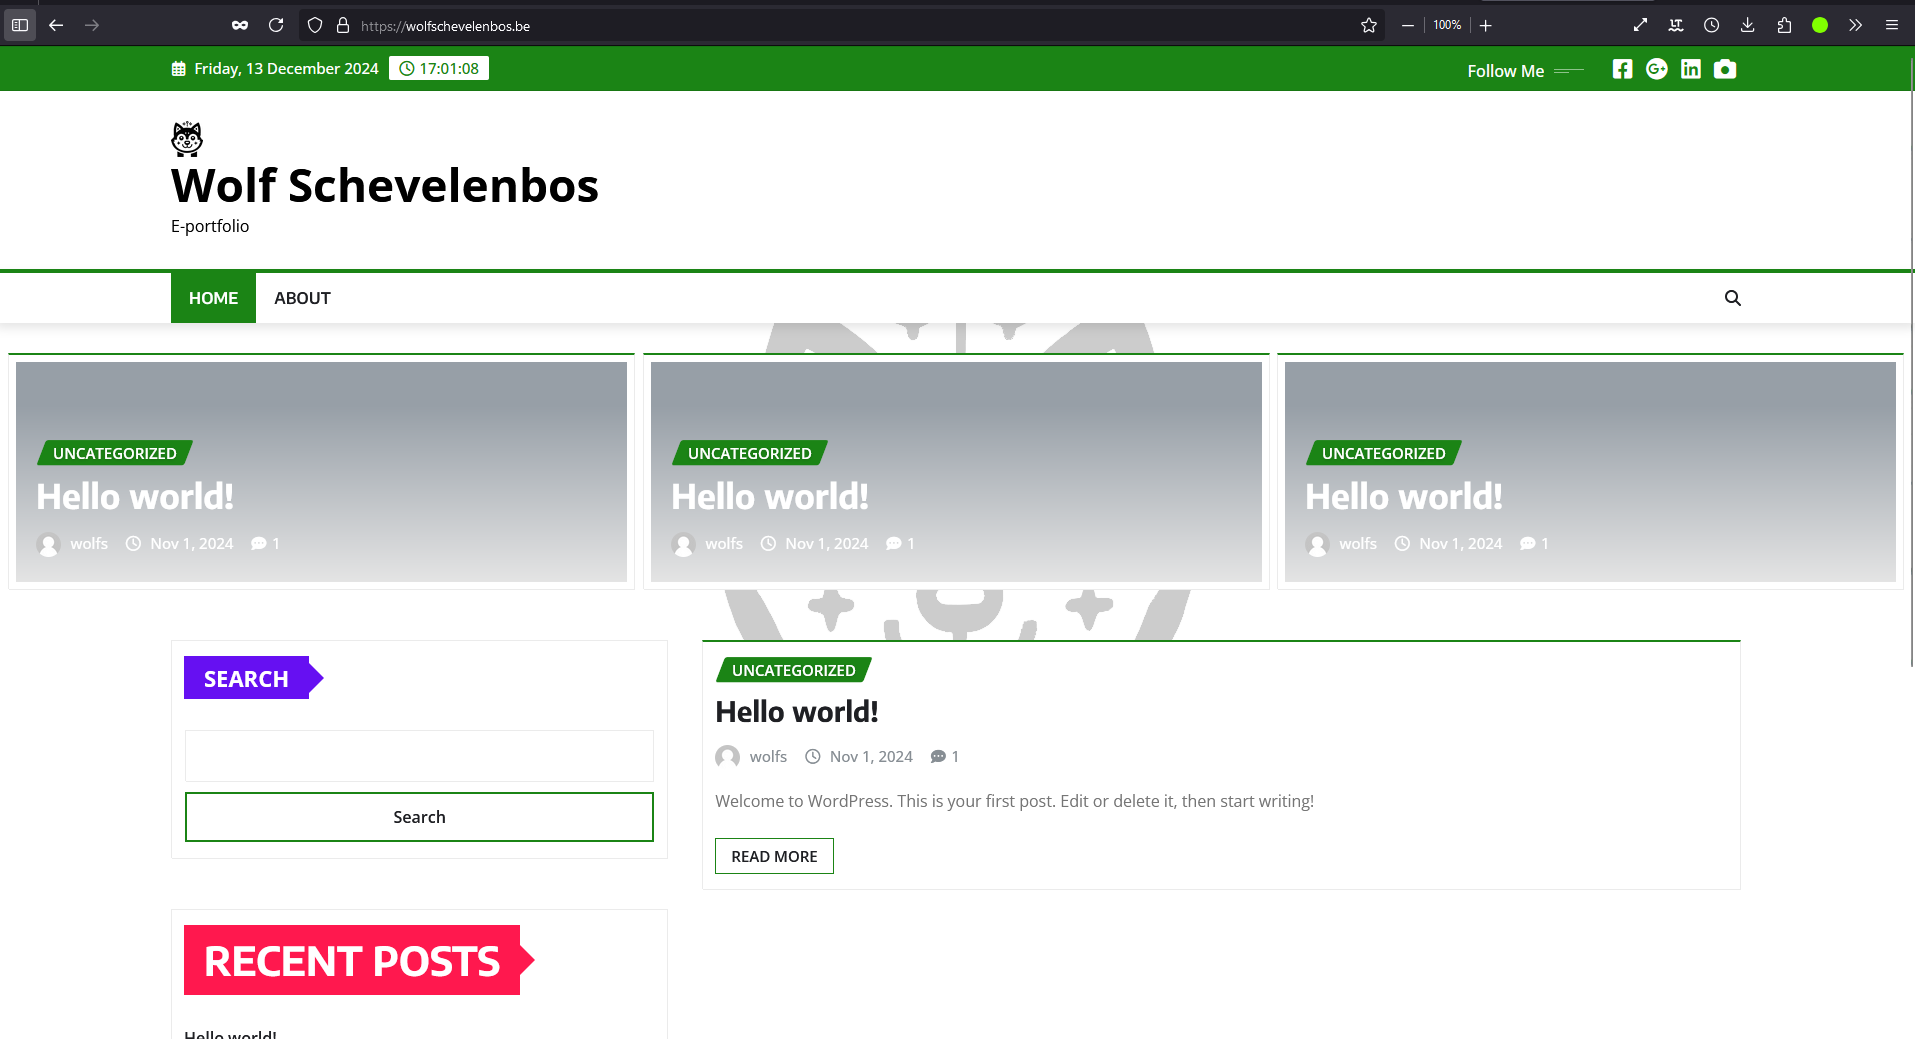 https://wolfschevelenbos.be
100%
Friday, 13 December 2024 17:01:08
Follow Me
Wolf Schevelenbos
E-portfolio
HOME ABOUT
UNCATEGORIZED
Hello world!
wolfs Nov 1, 2024 1
UNCATEGORIZED
Hello world!
wolfs Nov 1, 2024 1
UNCATEGORIZED
Hello world!
wolfs Nov 1, 2024 1
SEARCH
Search
RECENT POSTS
Hello world!
UNCATEGORIZED
Hello world!
wolfs Nov 1, 2024 1
Welcome to WordPress. This is your first post. Edit or delete it, then start writing!
READ MORE